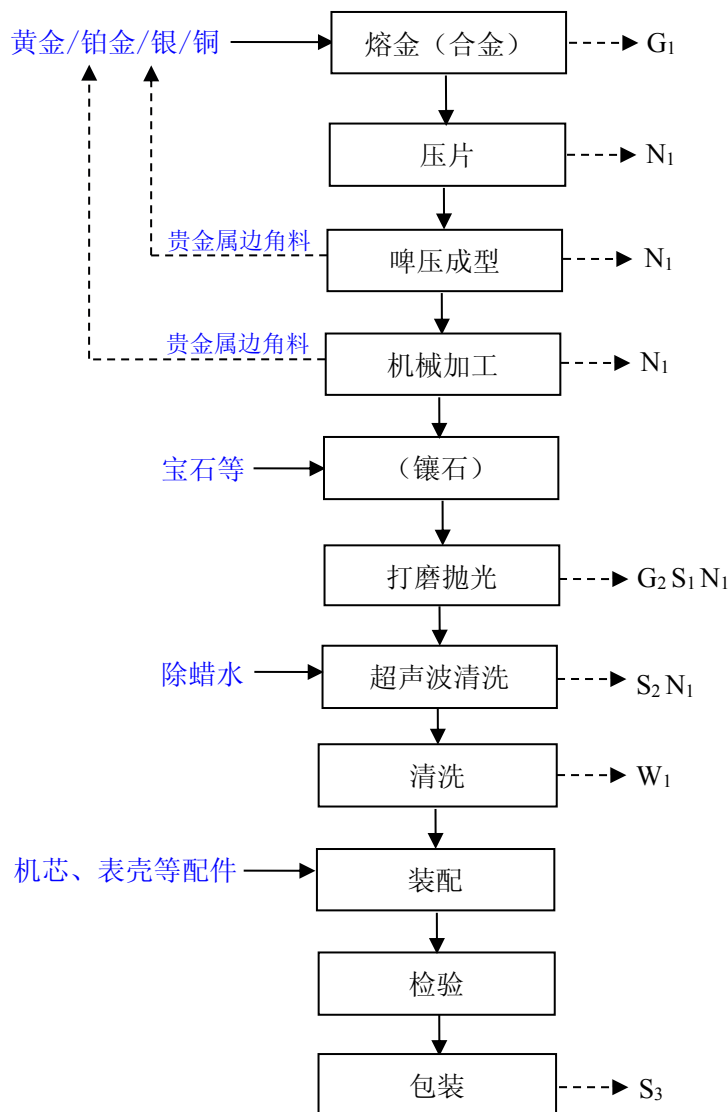 黄金/铂金/银/铜
熔金（合金）
G₁
压片
N₁
贵金属边角料
啤压成型
N₁
贵金属边角料
机械加工
N₁
宝石等
（镶石）
打磨抛光
G₂ S₁ N₁
除蜡水
超声波清洗
S₂ N₁
清洗
W₁
机芯、表壳等配件
装配
检验
包装
S₃